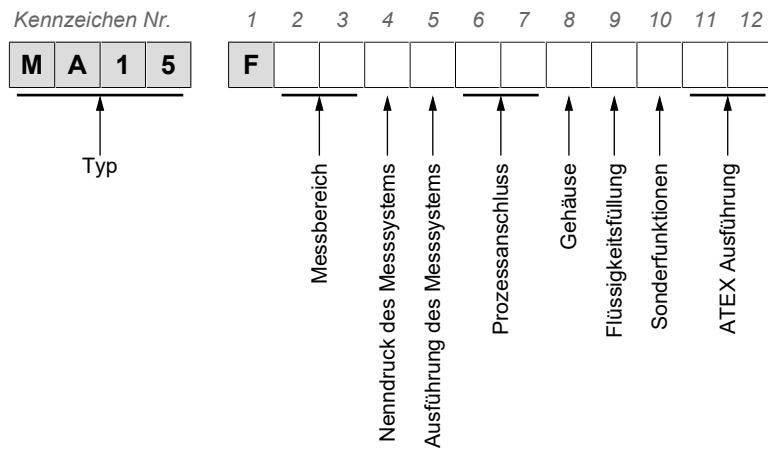 Kennzeichen Nr. 1 2 3 4 5 6 7 8 9 10 11 12
M A 1 5 F
Typ
Messbereich
Nenndruck des Messsystems
Ausführung des Messsystems
Prozessanschluss
Gehäuse
Flüssigkeitsfüllung
Sonderfunktionen
ATEX Ausführung